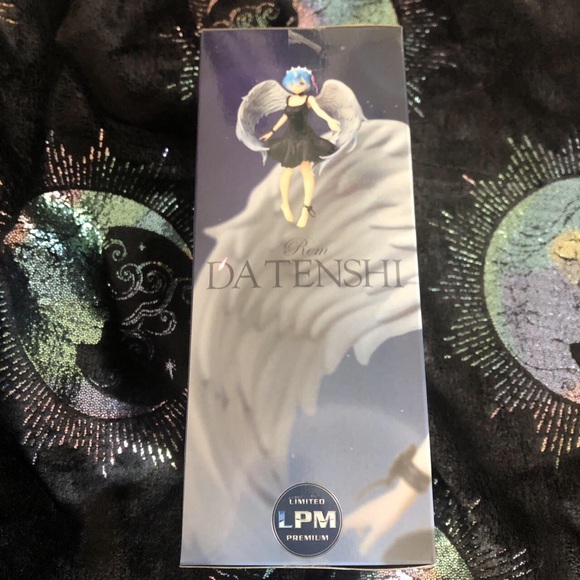 Rem
DATENSHI
LIMITED
LPM
PREMIUM